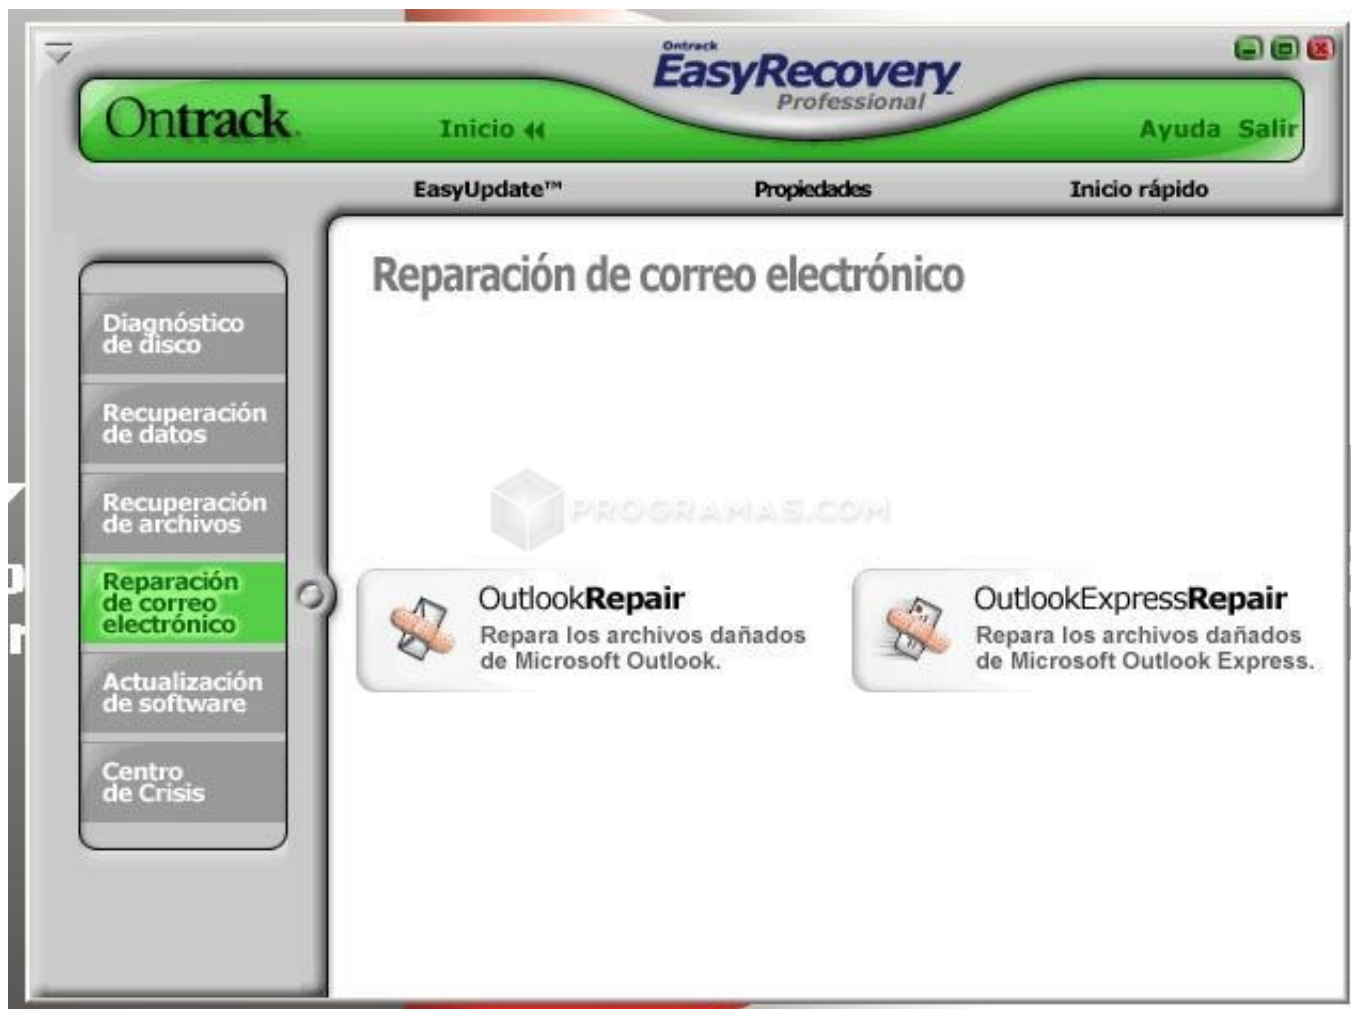 Ontrack
EasyRecovery
Professional
Ontrack
Inicio
Ayuda Salir
EasyUpdate™
Propiedades
Inicio rápido
Reparación de correo electrónico
Diagnóstico
de disco
Recuperación
de datos
Recuperación
de archivos
Reparación
de correo
electrónico
Actualización
de software
Centro
de Crisis
PROGRAMAS.COM
OutlookRepair
Repara los archivos dañados
de Microsoft Outlook.
OutlookExpressRepair
Repara los archivos dañados
de Microsoft Outlook Express.